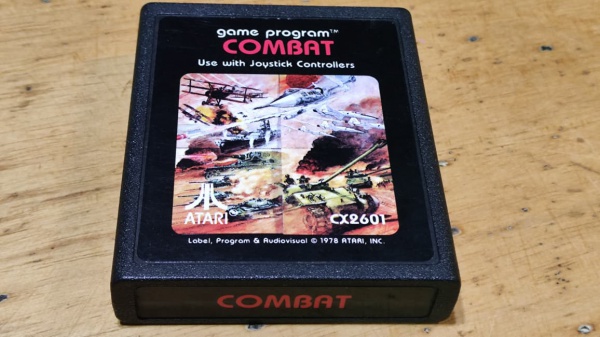 game program™
COMBAT
Use with Joystick Controllers
ATARI
CX2601
Label, Program & Audiovisual © 1978 ATARI, INC.
COMBAT